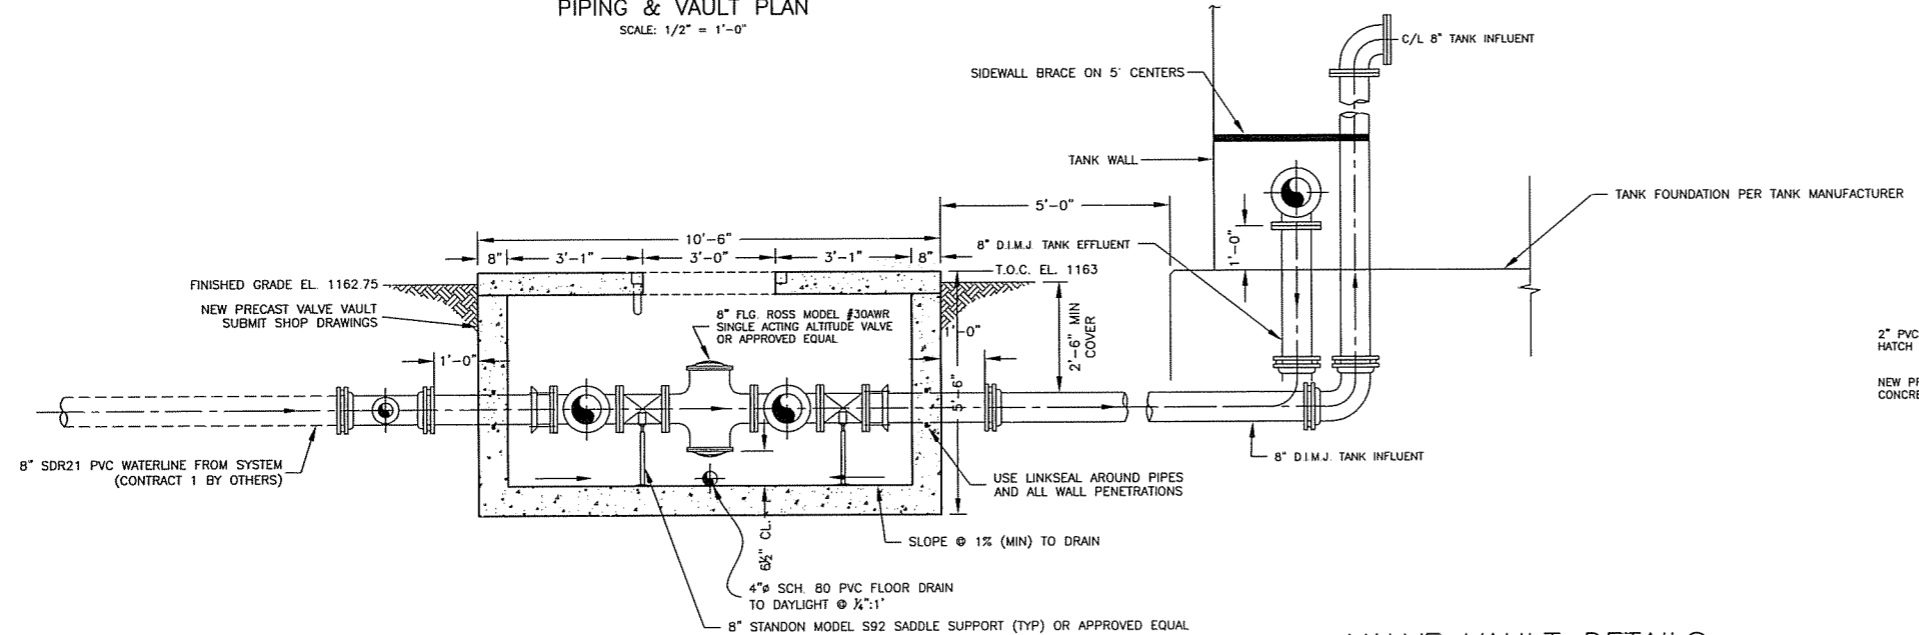 PIPING & VAULT PLAN
SCALE: 1/2" = 1'-0"
C/L 8" TANK INFLUENT
SIDEWALL BRACE ON 5' CENTERS
TANK WALL
TANK FOUNDATION PER TANK MANUFACTURER
5'-0"
10'-6"
8" D.I.M.J. TANK EFFLUENT
1'-0"
8"
3'-1"
3'-0"
3'-1"
8"
T.O.C. EL. 1163
FINISHED GRADE EL. 1162.75
NEW PRECAST VALVE VAULT
SUBMIT SHOP DRAWINGS
8" FLG. ROSS MODEL #30AWR
SINGLE ACTING ALTITUDE VALVE
OR APPROVED EQUAL
1'-0"
2'-6" MIN
COVER
2" PVC
HATCH
1'-0"
5'-6"
NEW PR
CONCRE
8" SDR21 PVC WATERLINE FROM SYSTEM
(CONTRACT 1 BY OTHERS)
8" D.I.M.J. TANK INFLUENT
USE LINKSEAL AROUND PIPES
AND ALL WALL PENETRATIONS
SLOPE @ 1% (MIN) TO DRAIN
6½" CL.
4"ø SCH. 80 PVC FLOOR DRAIN
TO DAYLIGHT @ ¼":1'
8" STANDON MODEL S92 SADDLE SUPPORT (TYP) OR APPROVED EQUAL